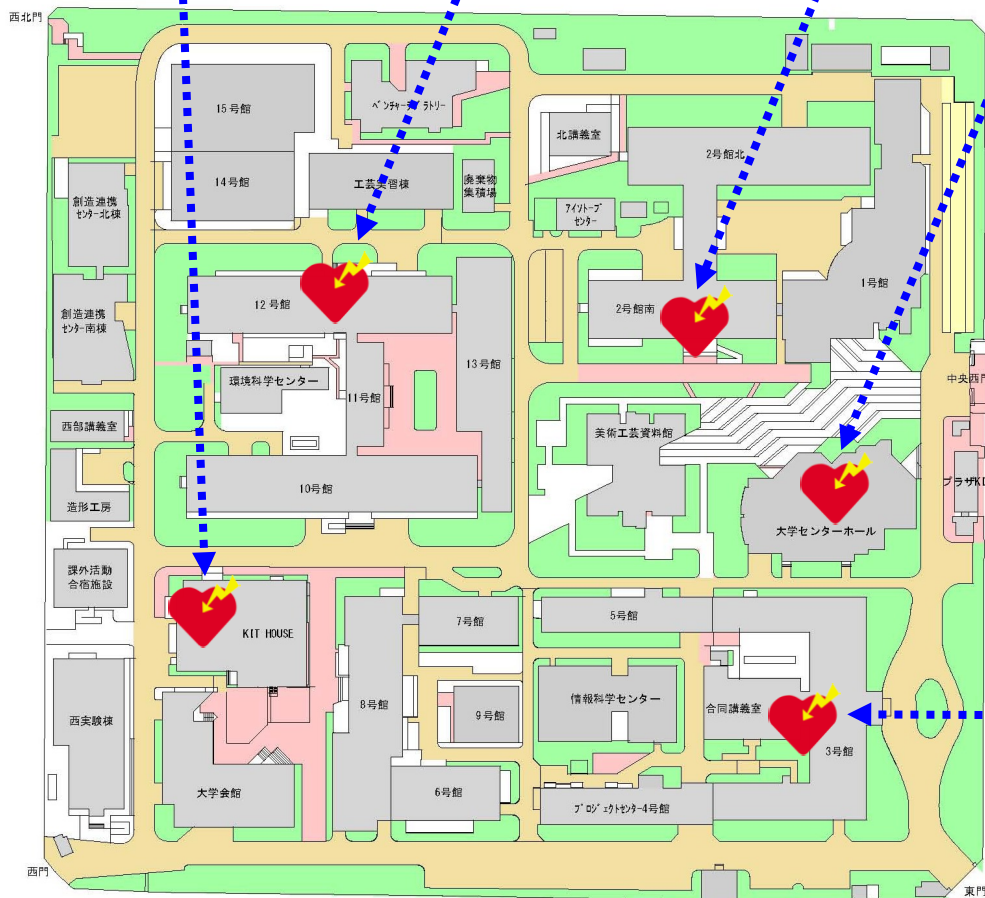 西北門
15号館
ベンチャーラボラトリー
北講義室
2号館北
14号館
工芸実習棟
廃棄物
集積場
創造連携
センター北棟
アイソトープ
センター
1号館
12号館
2号館南
創造連携
センター南棟
13号館
環境科学センター
11号館
中央西門
西部講義室
美術工芸資料館
10号館
造形工房
大学センターホール
課外活動
合宿施設
KIT HOUSE
7号館
5号館
8号館
9号館
情報科学センター
合同講義室
西実験棟
3号館
大学会館
6号館
プロジェクトセンター4号館
西門
東門